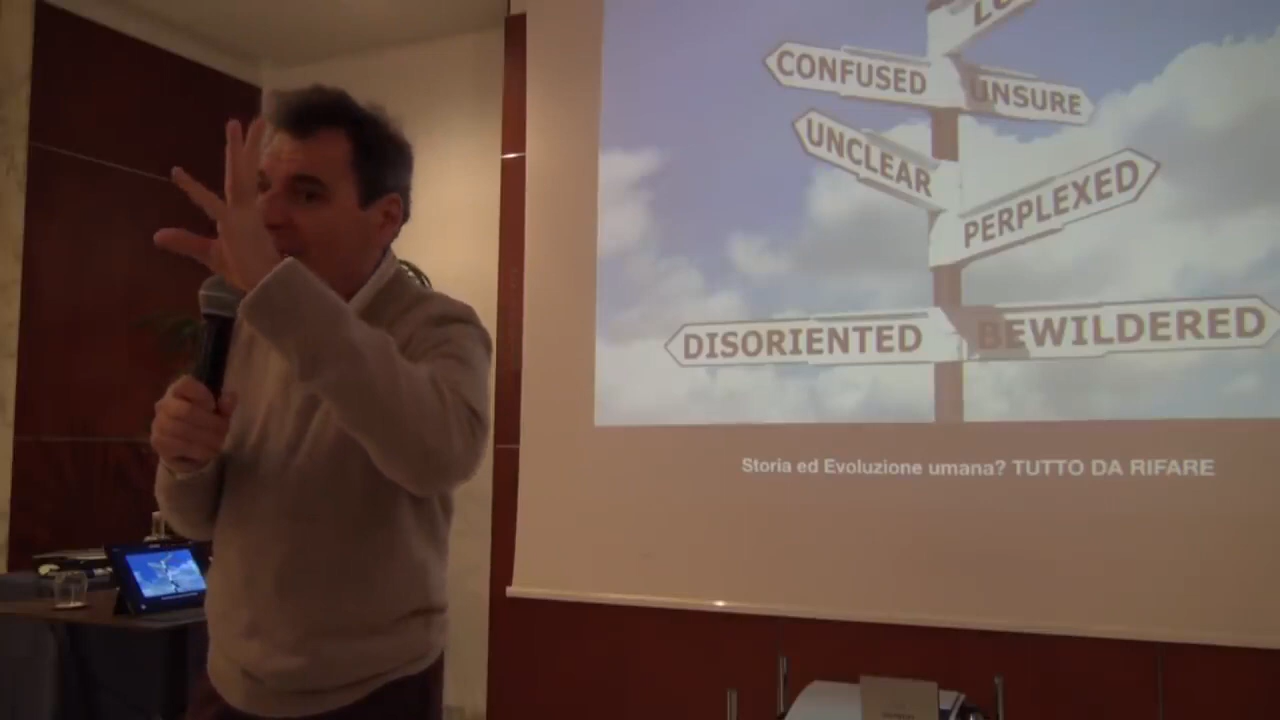 CONFUSED
UNSURE
UNCLEAR
PERPLEXED
DISORIENTED
BEWILDERED
Storia ed Evoluzione umana? TUTTO DA RIFARE